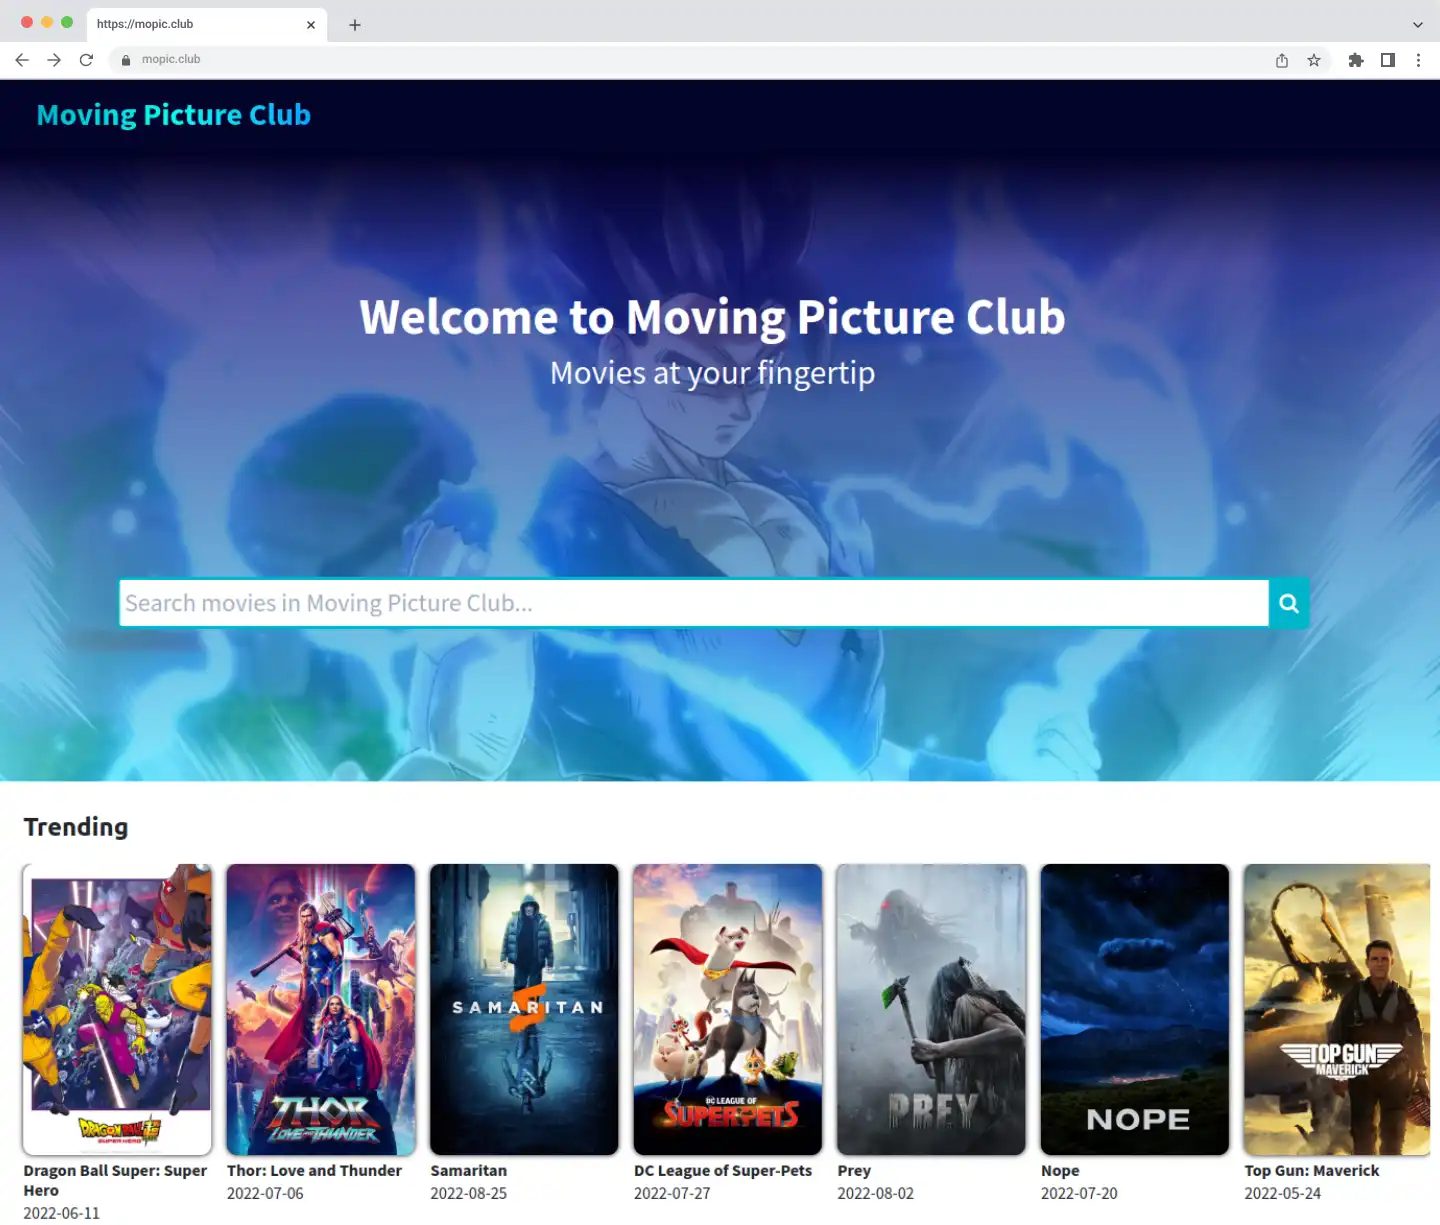 https://mopic.club
mopic.club
Moving Picture Club
Welcome to Moving Picture Club
Movies at your fingertip
Search movies in Moving Picture Club...
Trending
DRAGONBALL
SUPER HERO
THOR
LOVE AND THUNDER
SAMARITAN
DC LEAGUE OF
SUPER-PETS
PREY
NOPE
TOP GUN
MAVERICK
Dragon Ball Super: Super
Hero
2022-06-11
Thor: Love and Thunder
2022-07-06
Samaritan
2022-08-25
DC League of Super-Pets
2022-07-27
Prey
2022-08-02
Nope
2022-07-20
Top Gun: Maverick
2022-05-24